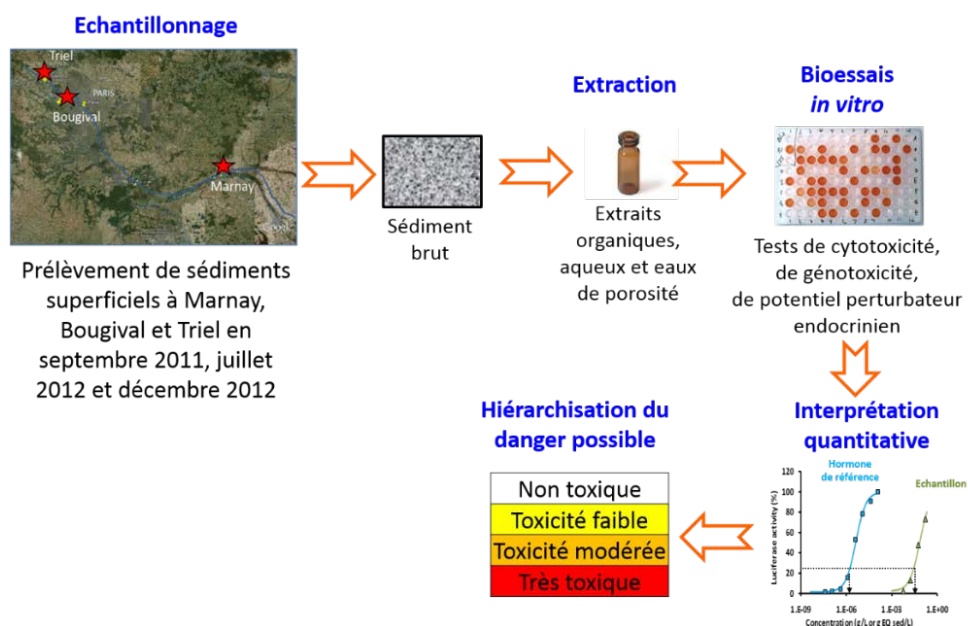 Echantillonnage
Triel
PARIS
Bougival
Marnay
Prélèvement de sédiments
superficiels à Marnay,
Bougival et Triel en
septembre 2011, juillet
2012 et décembre 2012
Sédiment
brut
Extraction
Extraits
organiques,
aqueux et eaux
de porosité
Bioessais
in vitro
Tests de cytotoxicité,
de génotoxicité,
de potentiel perturbateur
endocrinien
Interprétation
quantitative
Hormone
de référence
Echantillon
Luciferase activity (%)
120
100
80
60
40
20
0
1.E-09
1.E-06
1.E-03
1.E+00
Concentration (g/L or g EQ sed/L)
Hiérarchisation du
danger possible
Non toxique
Toxicité faible
Toxicité modérée
Très toxique